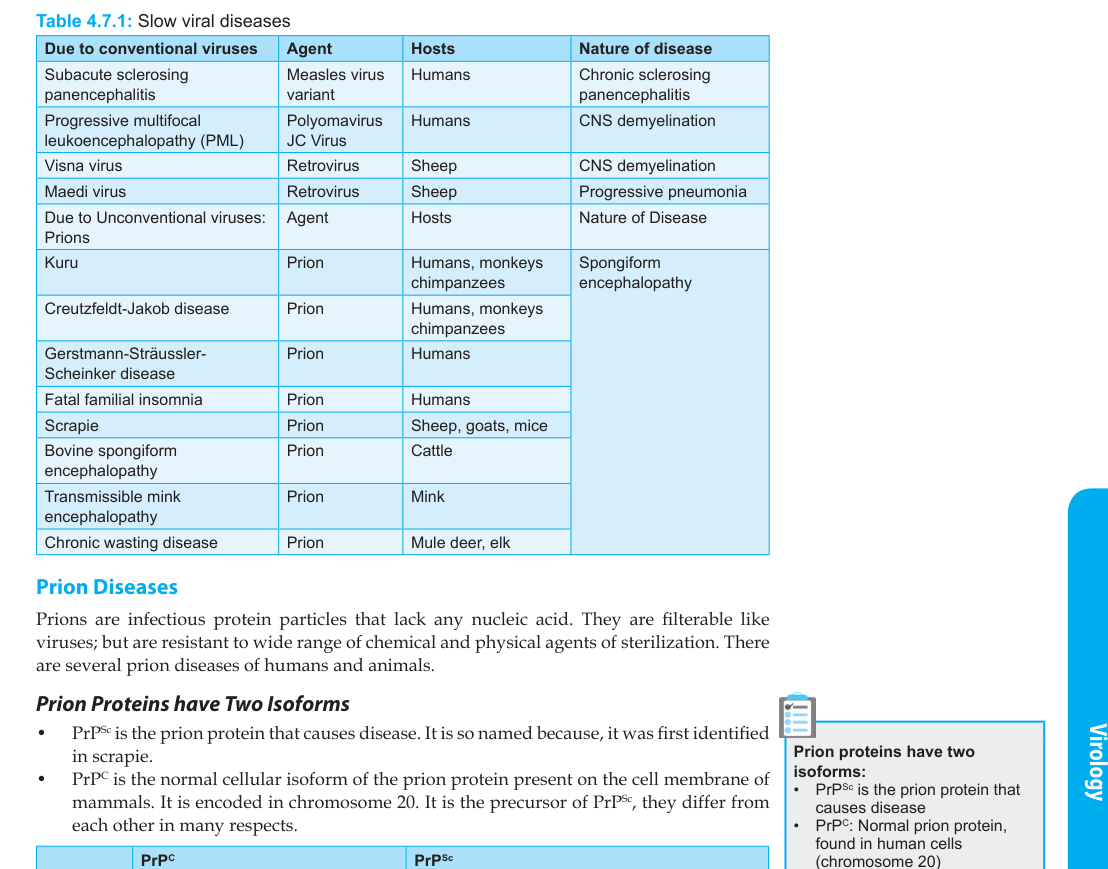 Table 4.7.1: Slow viral diseases
Due to conventional viruses Agent Hosts Nature of disease
Subacute sclerosing panencephalitis Measles virus variant Humans Chronic sclerosing panencephalitis
Progressive multifocal leukoencephalopathy (PML) Polyomavirus JC Virus Humans CNS demyelination
Visna virus Retrovirus Sheep CNS demyelination
Maedi virus Retrovirus Sheep Progressive pneumonia
Due to Unconventional viruses: Prions Agent Hosts Nature of Disease
Kuru Prion Humans, monkeys chimpanzees Spongiform encephalopathy
Creutzfeldt-Jakob disease Prion Humans, monkeys chimpanzees
Gerstmann-Sträussler-Scheinker disease Prion Humans
Fatal familial insomnia Prion Humans
Scrapie Prion Sheep, goats, mice
Bovine spongiform encephalopathy Prion Cattle
Transmissible mink encephalopathy Prion Mink
Chronic wasting disease Prion Mule deer, elk
Prion Diseases
Prions are infectious protein particles that lack any nucleic acid. They are filterable like
viruses; but are resistant to wide range of chemical and physical agents of sterilization. There
are several prion diseases of humans and animals.
Prion Proteins have Two Isoforms
• PrPSc is the prion protein that causes disease. It is so named because, it was first identified
in scrapie.
• PrPC is the normal cellular isoform of the prion protein present on the cell membrane of
mammals. It is encoded in chromosome 20. It is the precursor of PrPSc, they differ from
each other in many respects.
PrPC PrPSc
Prion proteins have two
isoforms:
• PrPSc is the prion protein that
causes disease
• PrPC: Normal prion protein,
found in human cells
(chromosome 20)
Virology